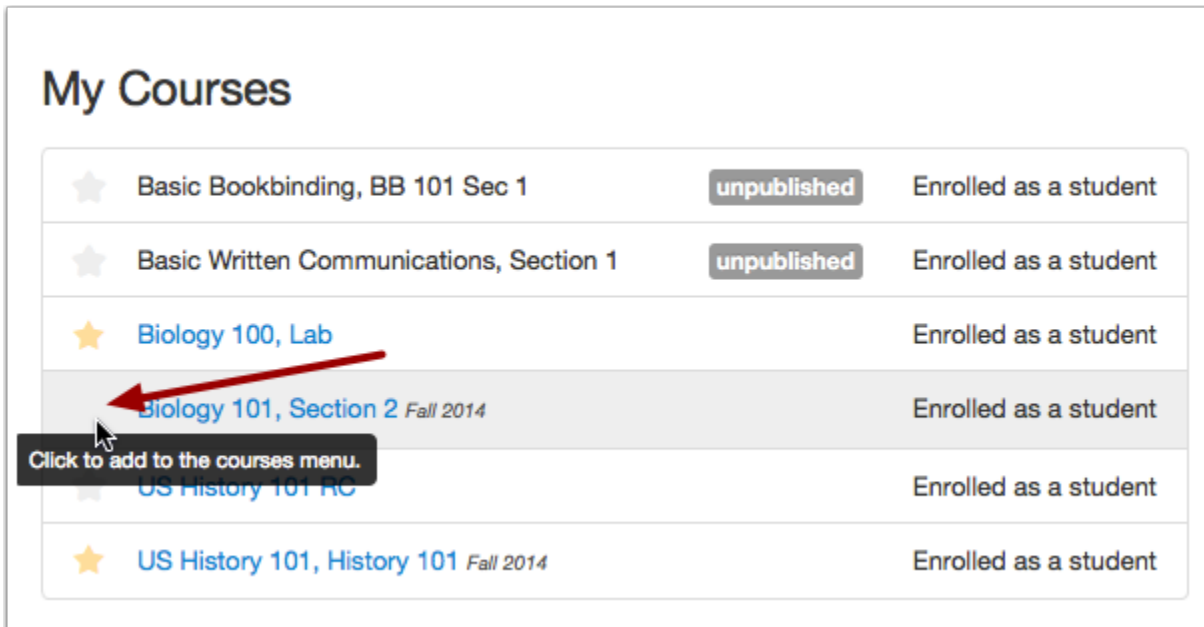 My Courses
Basic Bookbinding, BB 101 Sec 1 unpublished Enrolled as a student
Basic Written Communications, Section 1 unpublished Enrolled as a student
Biology 100, Lab Enrolled as a student
Biology 101, Section 2 Fall 2014 Enrolled as a student
Click to add to the courses menu.
US History 101 RC Enrolled as a student
US History 101, History 101 Fall 2014 Enrolled as a student